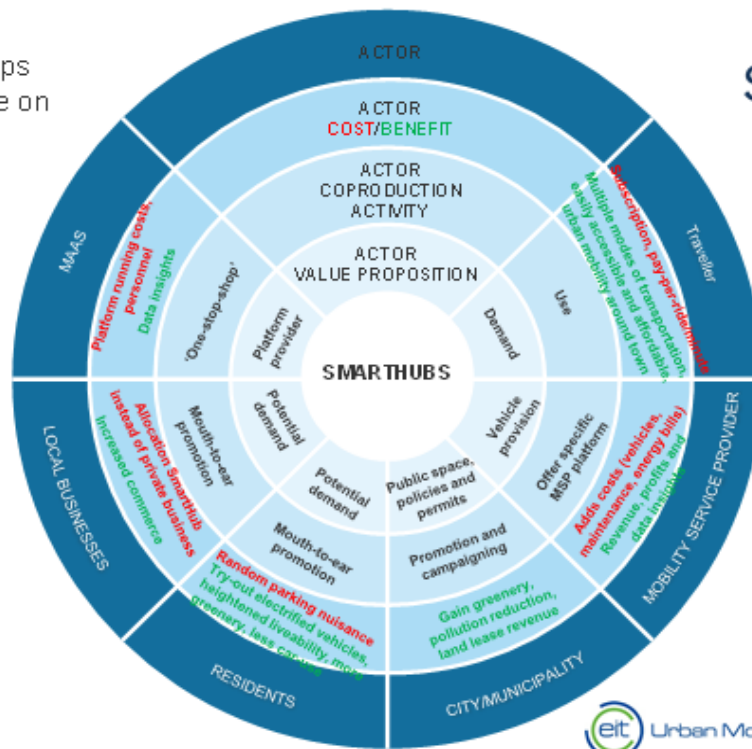 ps
e on
S
ACTOR
ACTOR
COST/BENEFIT
ACTOR
COPRODUCTION
ACTIVITY
ACTOR
VALUE PROPOSITION
SMARTHUBS
Traveller
Subscription, pay-per-ride/minute
Multiple modes of transportation,
easily accessible and affordable,
urban mobility around town
Use
Demand
MOBILITY SERVICE PROVIDER
Adds costs (vehicles,
maintenance, energy bills)
Revenue, profits and
data insights
Offer specific
MSP platform
Vehicle
provision
CITY/MUNICIPALITY
Gain greenery,
pollution reduction,
land lease revenue
Promotion and
campaigning
Public space,
policies and
permits
RESIDENTS
Random parking nuisance
Try-out electrified vehicles,
heightened liveability, more
greenery, less
Mouth-to-ear
promotion
Potential
demand
LOCAL BUSINESSES
Allocation SmartHub
instead of private business
Increased commerce
Mouth-to-ear
promotion
Potential
demand
MAAS
Platform running costs,
personnel
Data insights
'One-stop-shop'
Platform
provider
eit Urban Mo